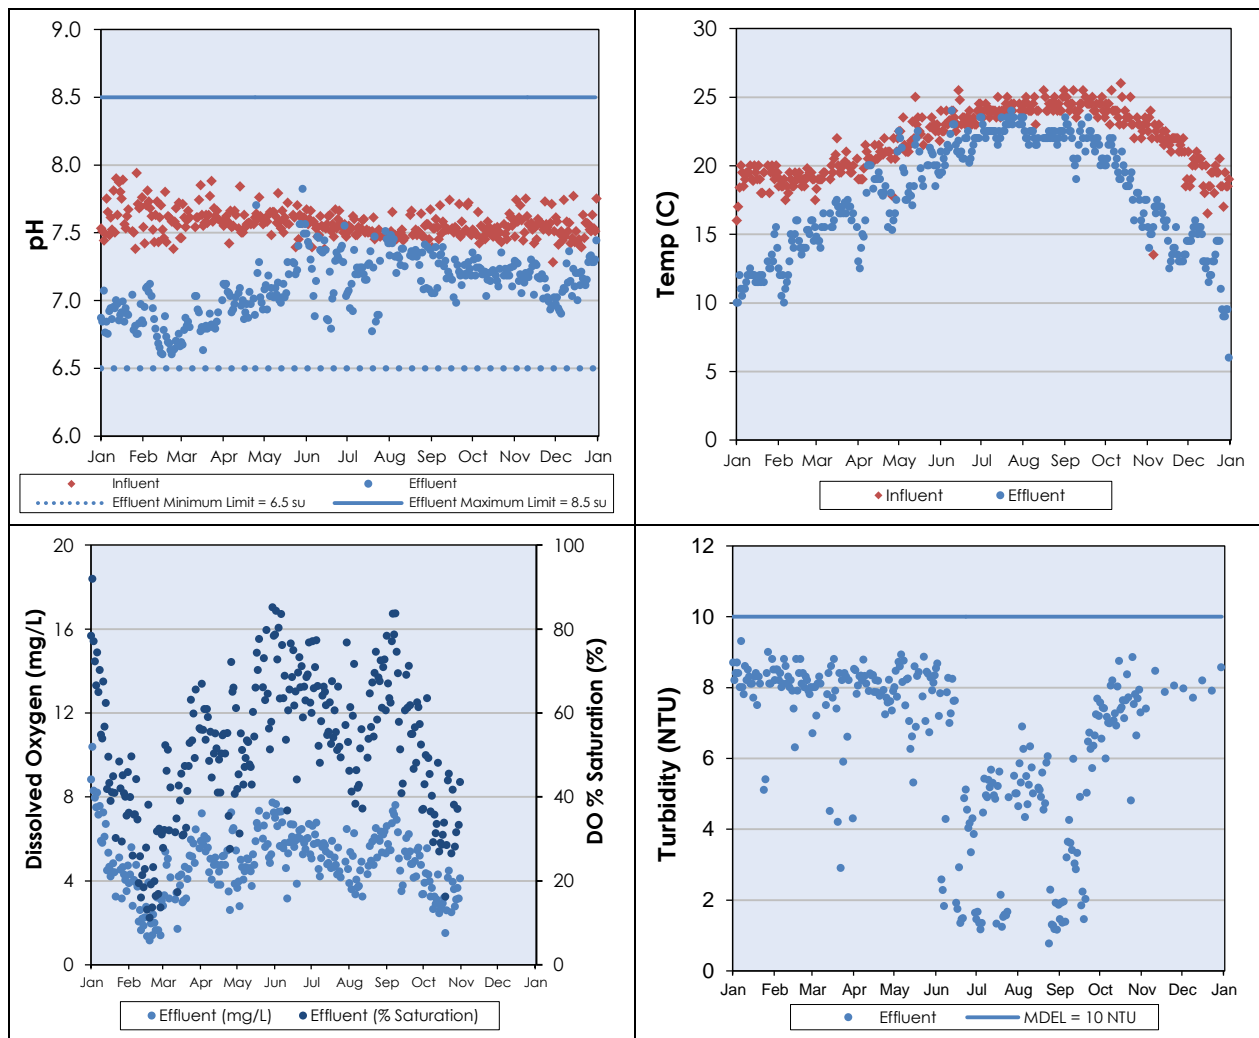 9.0
8.5
8.0
7.5
7.0
6.5
6.0
pH
Jan Feb Mar Apr May Jun Jul Aug Sep Oct Nov Dec Jan
Influent Effluent
Effluent Minimum Limit = 6.5 su Effluent Maximum Limit = 8.5 su
30
25
20
15
10
5
0
Temp (C)
Jan Feb Mar Apr May Jun Jul Aug Sep Oct Nov Dec Jan
Influent Effluent
20 100
16 80
12 60
8 40
4 20
0 0
Dissolved Oxygen (mg/L)
DO % Saturation (%)
Jan Feb Mar Apr May Jun Jul Aug Sep Oct Nov Dec Jan
Effluent (mg/L) Effluent (% Saturation)
12
10
8
6
4
2
0
Turbidity (NTU)
Jan Feb Mar Apr May Jun Jul Aug Sep Oct Nov Dec Jan
Effluent MDEL = 10 NTU